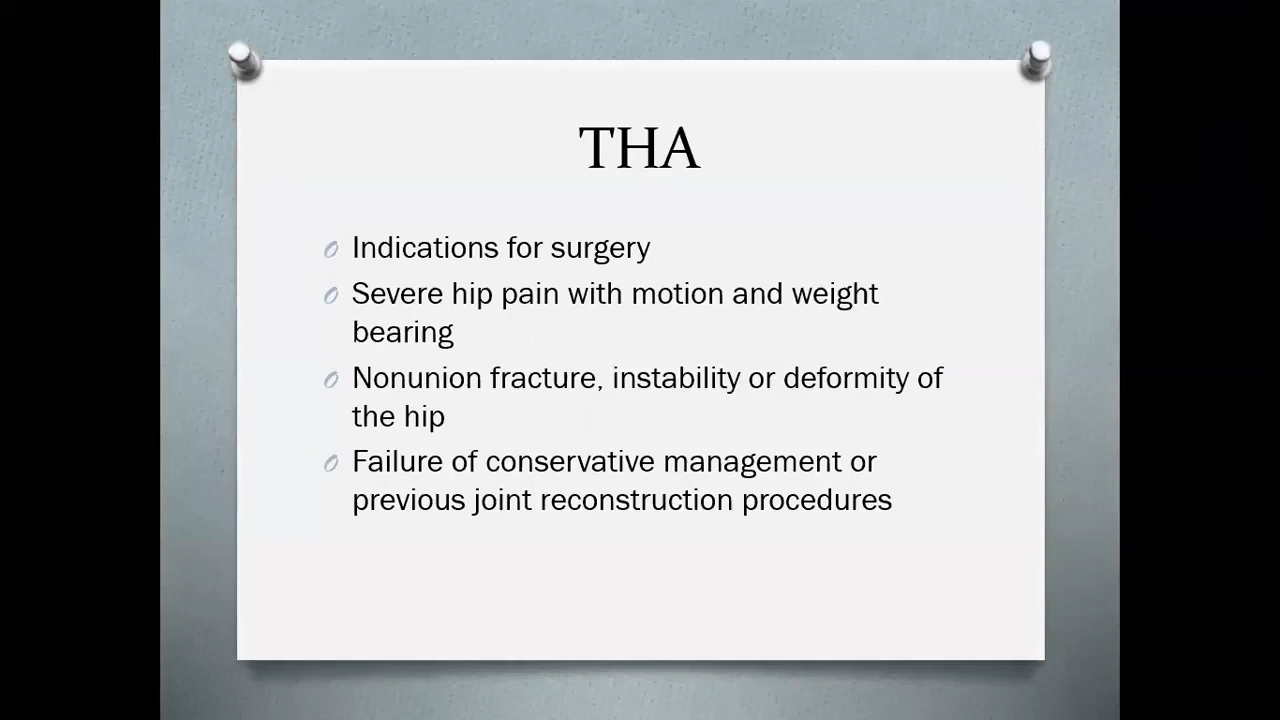 THA
Indications for surgery
Severe hip pain with motion and weight
bearing
Nonunion fracture, instability or deformity of
the hip
Failure of conservative management or
previous joint reconstruction procedures